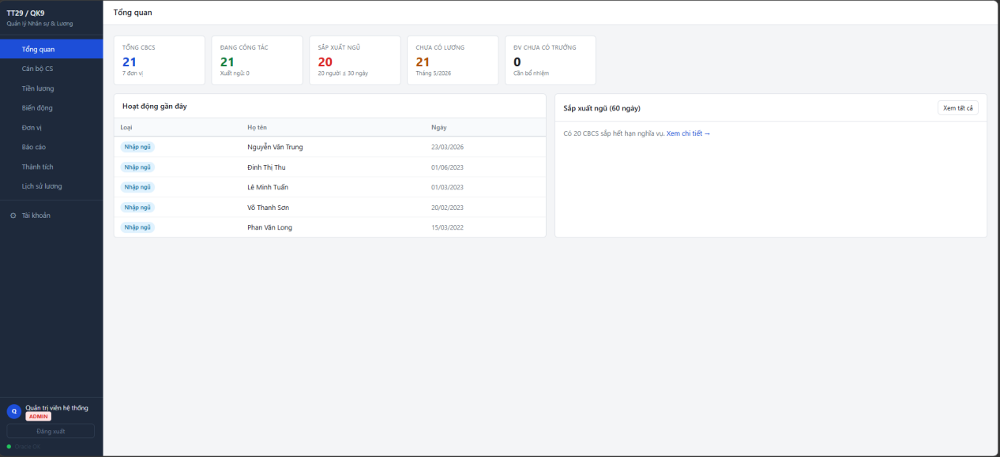 TT29 / QK9
Quản lý Nhân sự & Lương
Tổng quan
Cán bộ CS
Tiền lương
Biến động
Đơn vị
Báo cáo
Thành tích
Lịch sử lương
Tài khoản
Q
Quản trị viên hệ thống
ADMIN
Đăng xuất
Oracle OK
Tổng quan
TỔNG CBCS
21
7 đơn vị
ĐANG CÔNG TÁC
21
Xuất ngũ: 0
SẮP XUẤT NGŨ
20
20 người ≤ 30 ngày
CHƯA CÓ LƯƠNG
21
Tháng 5/2026
ĐV CHƯA CÓ TRƯỞNG
0
Cần bổ nhiệm
Hoạt động gần đây
Loại Họ tên Ngày
Nhập ngũ Nguyễn Văn Trung 23/03/2026
Nhập ngũ Đinh Thị Thu 01/06/2023
Nhập ngũ Lê Minh Tuấn 01/03/2023
Nhập ngũ Võ Thanh Sơn 20/02/2023
Nhập ngũ Phan Văn Long 15/03/2022
Sắp xuất ngũ (60 ngày)
Xem tất cả
Có 20 CBCS sắp hết hạn nghĩa vụ. Xem chi tiết →